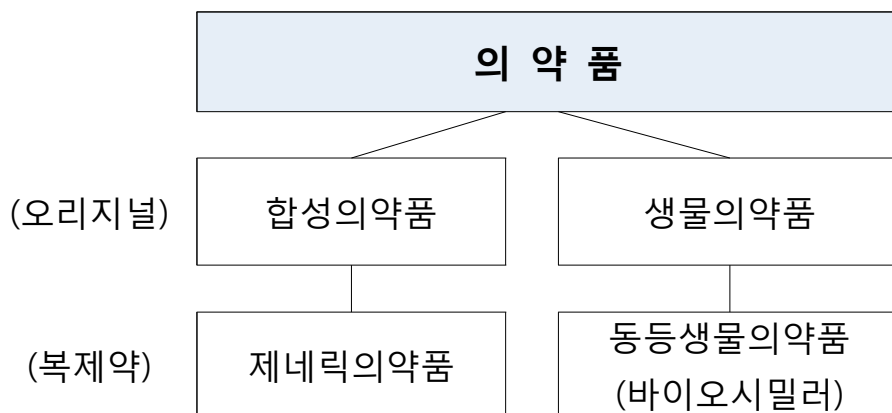 의 약 품
(오리지널) 합성의약품 생물의약품
(복제약) 제네릭의약품 동등생물의약품
(바이오시밀러)